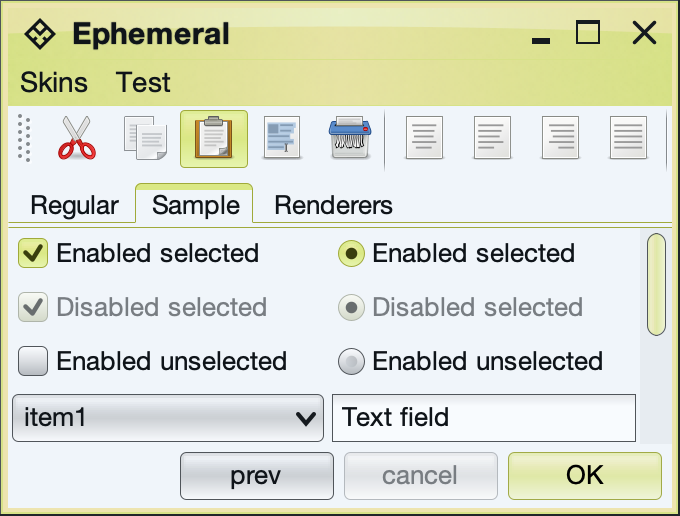 Ephemeral
Skins Test
Regular Sample Renderers
Enabled selected Enabled selected
Disabled selected Disabled selected
Enabled unselected Enabled unselected
item1 Text field
prev cancel OK